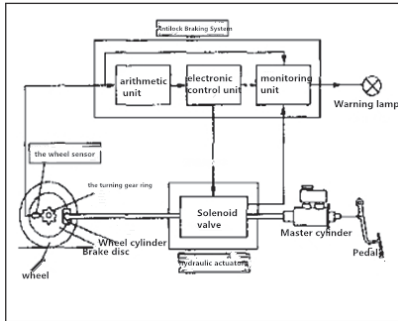 Antilock Braking System
arithmetic
unit
electronic
control unit
monitoring
unit
Warning lamp
the wheel sensor
the turning gear ring
Solenoid
valve
Master cylinder
Wheel cylinder
Brake disc
Pedal
wheel
hydraulic actuators